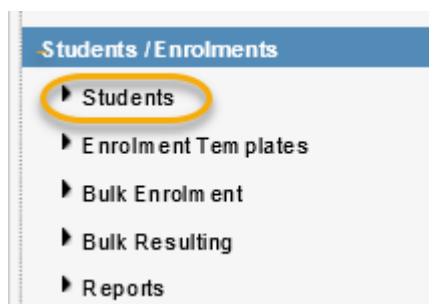 Students / Enrolments
Students
Enrolment Templates
Bulk Enrolment
Bulk Resulting
Reports